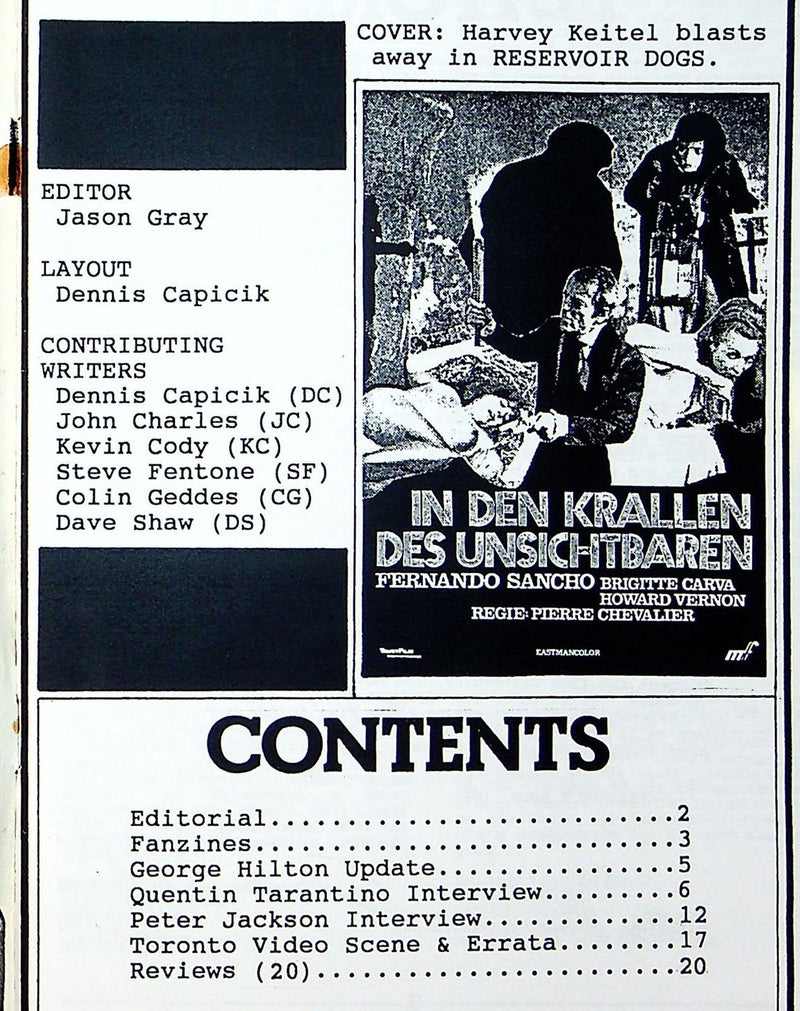 COVER: Harvey Keitel blasts
away in RESERVOIR DOGS.
EDITOR
Jason Gray
LAYOUT
Dennis Capicik
CONTRIBUTING
WRITERS
Dennis Capicik (DC)
John Charles (JC)
Kevin Cody (KC)
Steve Fentone (SF)
Colin Geddes (CG)
Dave Shaw (DS)
IN DEN KRALLEN
DES UNSICHTBAREN
FERNANDO SANCHO BRIGITTE CARVA
HOWARD VERNON
REGIE: PIERRE CHEVALIER
EASTMANCOLOR
CONTENTS
Editorial...........................2
Fanzines............................3
George Hilton Update................5
Quentin Tarantino Interview.........6
Peter Jackson Interview.............12
Toronto Video Scene & Errata........17
Reviews (20)........................20